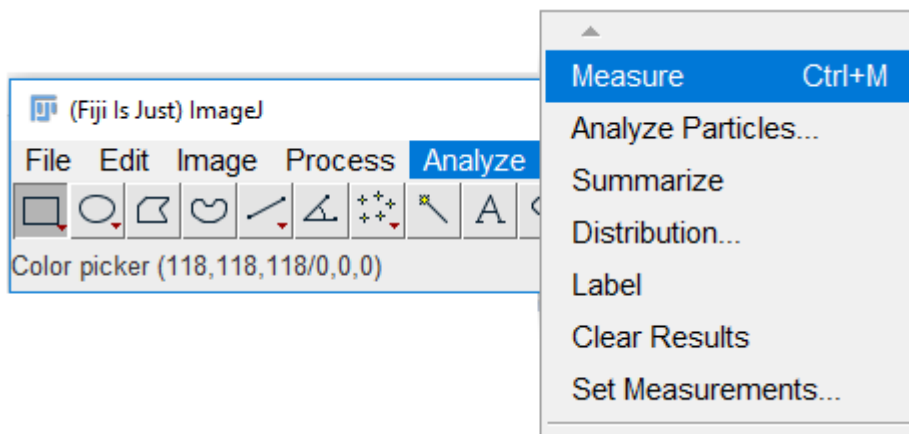 (Fiji Is Just) ImageJ
File Edit Image Process Analyze
A
Color picker (118,118,118/0,0,0)
Measure Ctrl+M
Analyze Particles...
Summarize
Distribution...
Label
Clear Results
Set Measurements...